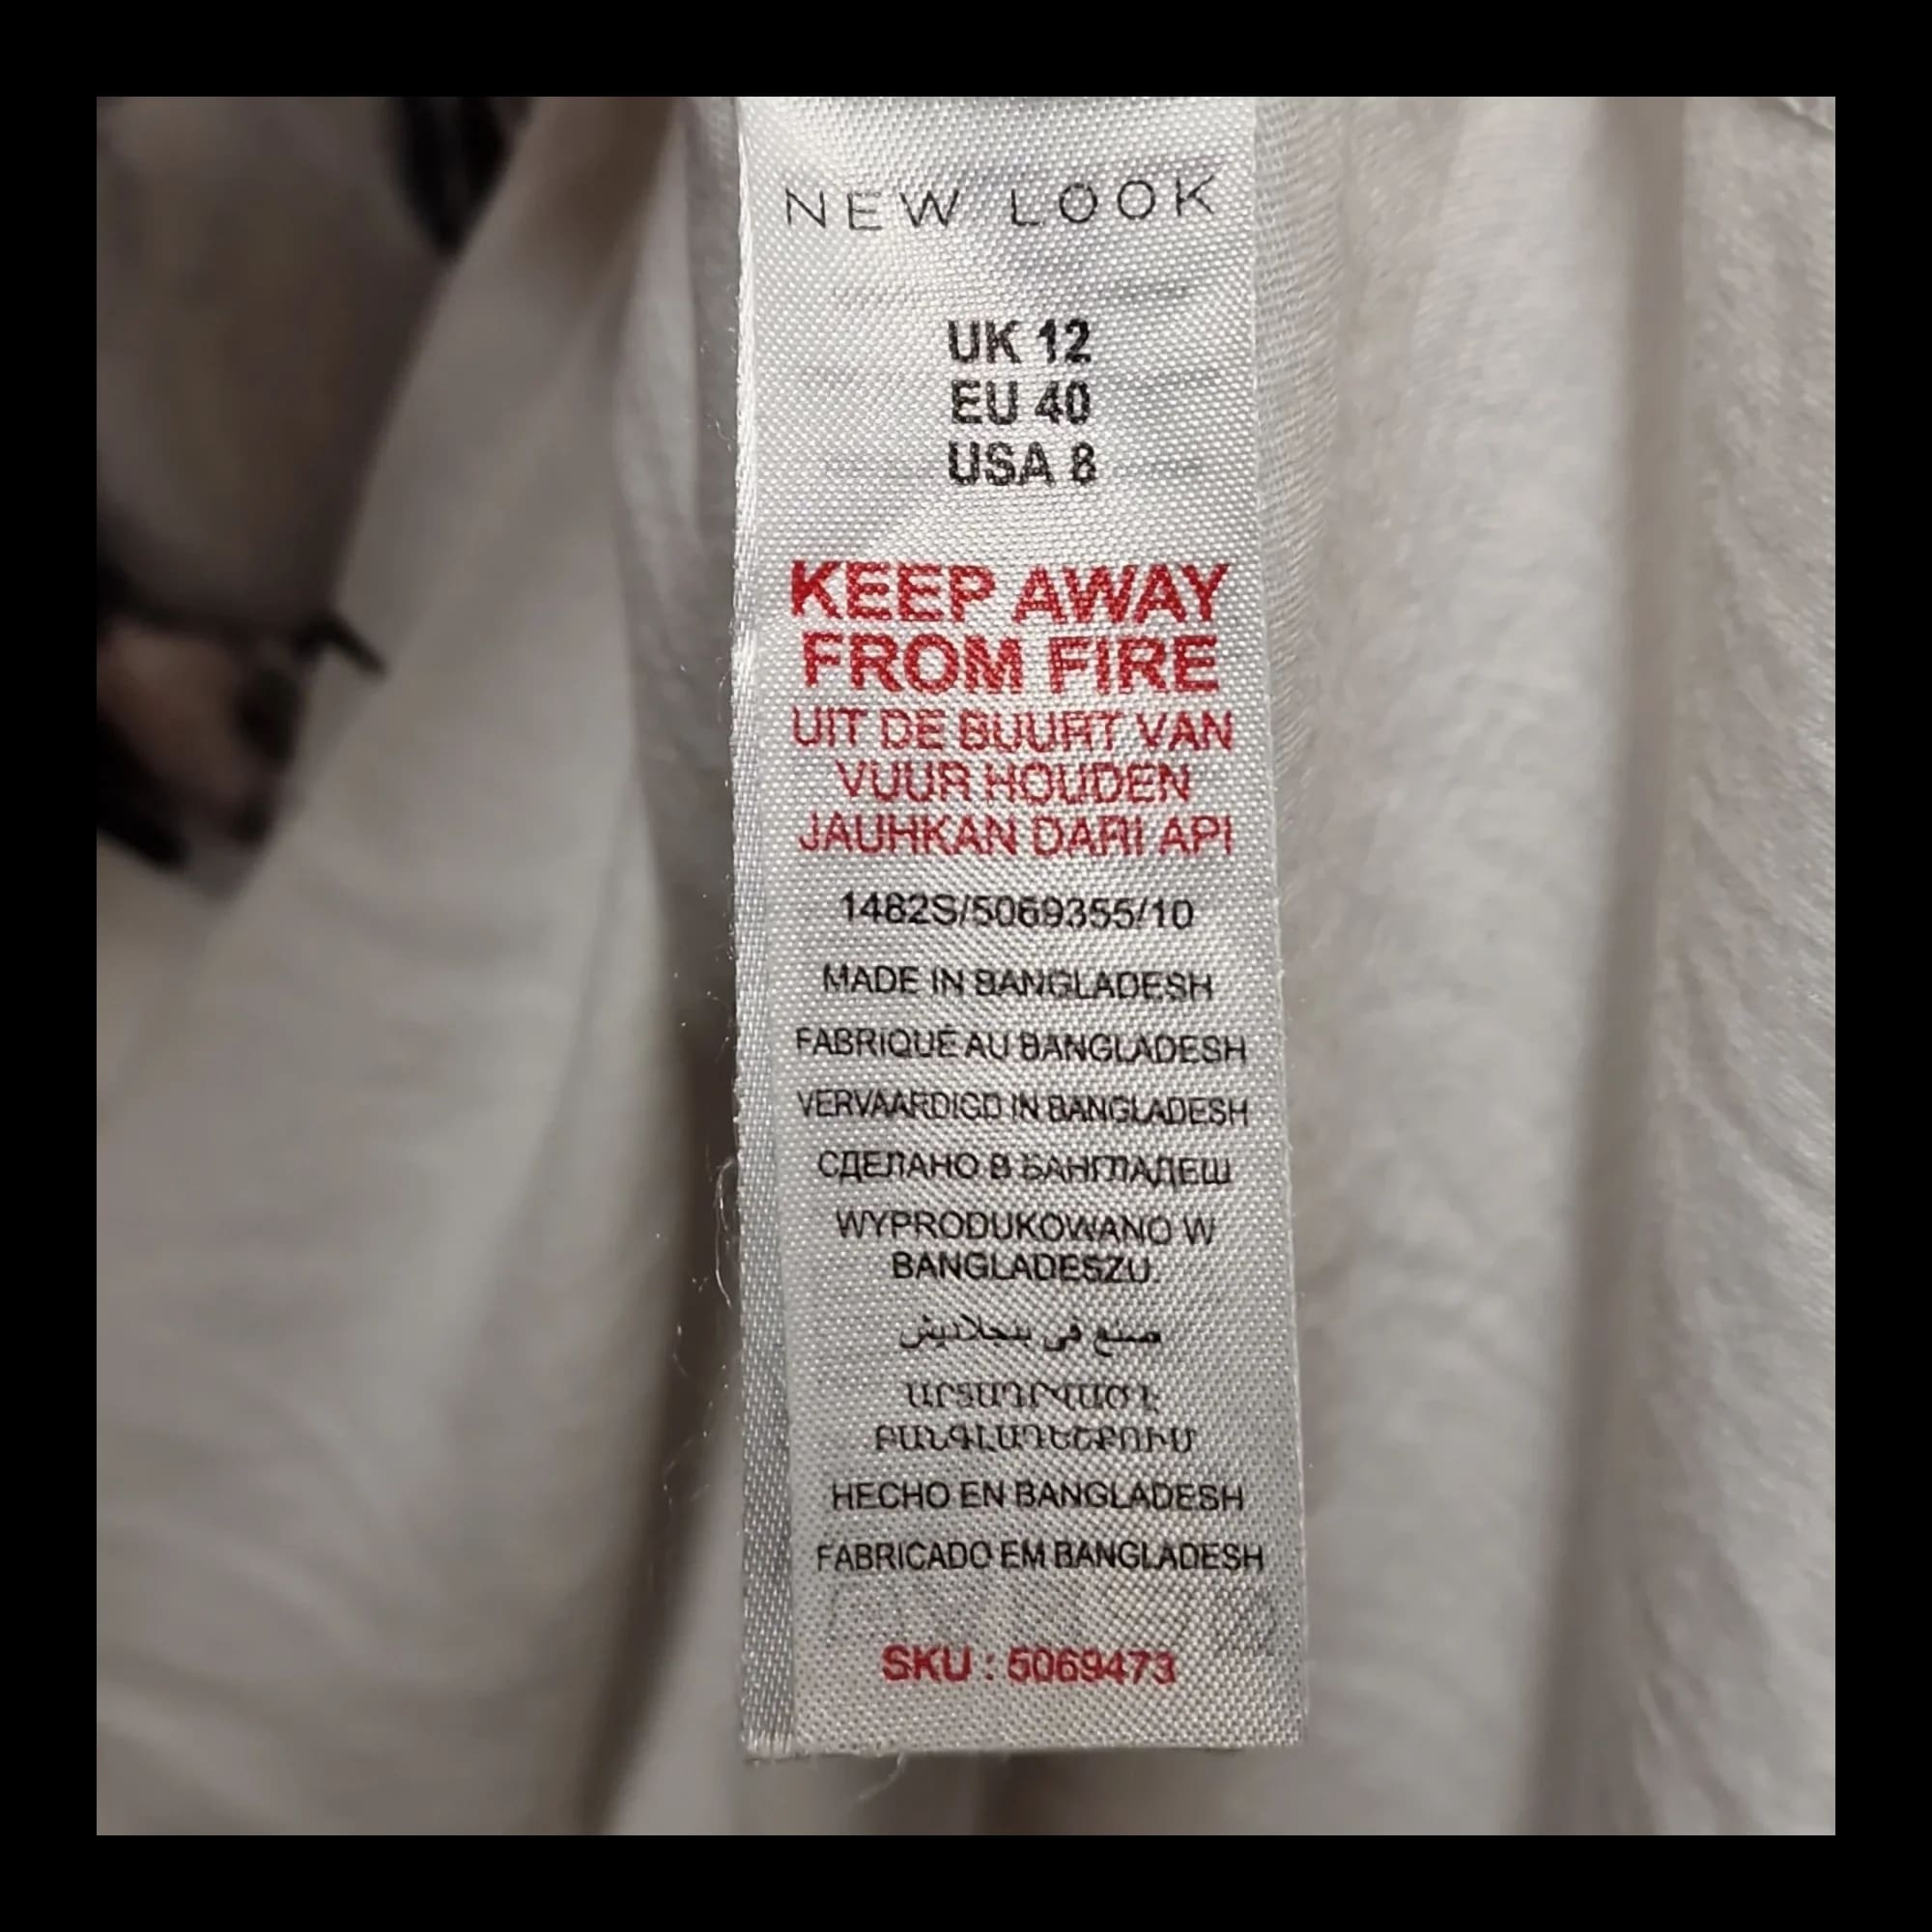 NEW LOOK
UK 12
EU 40
USA 8
KEEP AWAY
FROM FIRE
UIT DE BUURT VAN
VUUR HOUDEN
JAUHKAN DARI API
1482S/5069355/10
MADE IN BANGLADESH
FABRIQUÉ AU BANGLADESH
VERVAARDIGD IN BANGLADESH
СДЕЛАНО В БАНГЛАДЕШ
WYPRODUKOWANO W
BANGLADESZU.
صنع في بنجلاديش
ԱՐՏԱԴՐՎԱԾ Է
ԲԱՆԳԼԱԴԵՇՔՈՒՄ
HECHO EN BANGLADESH
FABRICADO EM BANGLADESH
SKU : 5069473